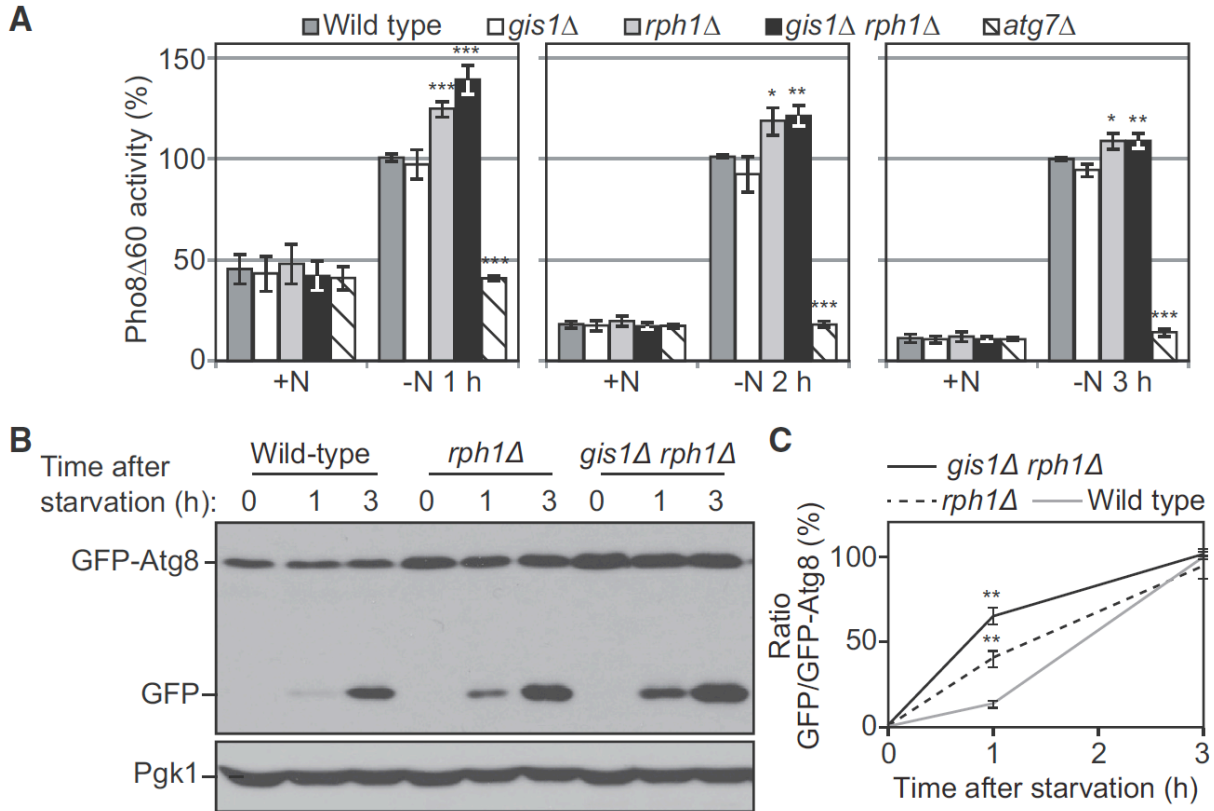 A
Wild type gis1Δ rph1Δ gis1Δ rph1Δ atg7Δ
Pho8Δ60 activity (%)
150
100
50
0
*** *** ***
* ** ***
* ** ***
+N -N 1 h +N -N 2 h +N -N 3 h
B
Time after
starvation (h):
Wild-type rph1Δ gis1Δ rph1Δ
0 1 3 0 1 3 0 1 3
GFP-Atg8
GFP
Pgk1
C
gis1Δ rph1Δ
rph1Δ Wild type
Ratio
GFP/GFP-Atg8 (%)
100
50
0
**
**
0 1 2 3
Time after starvation (h)